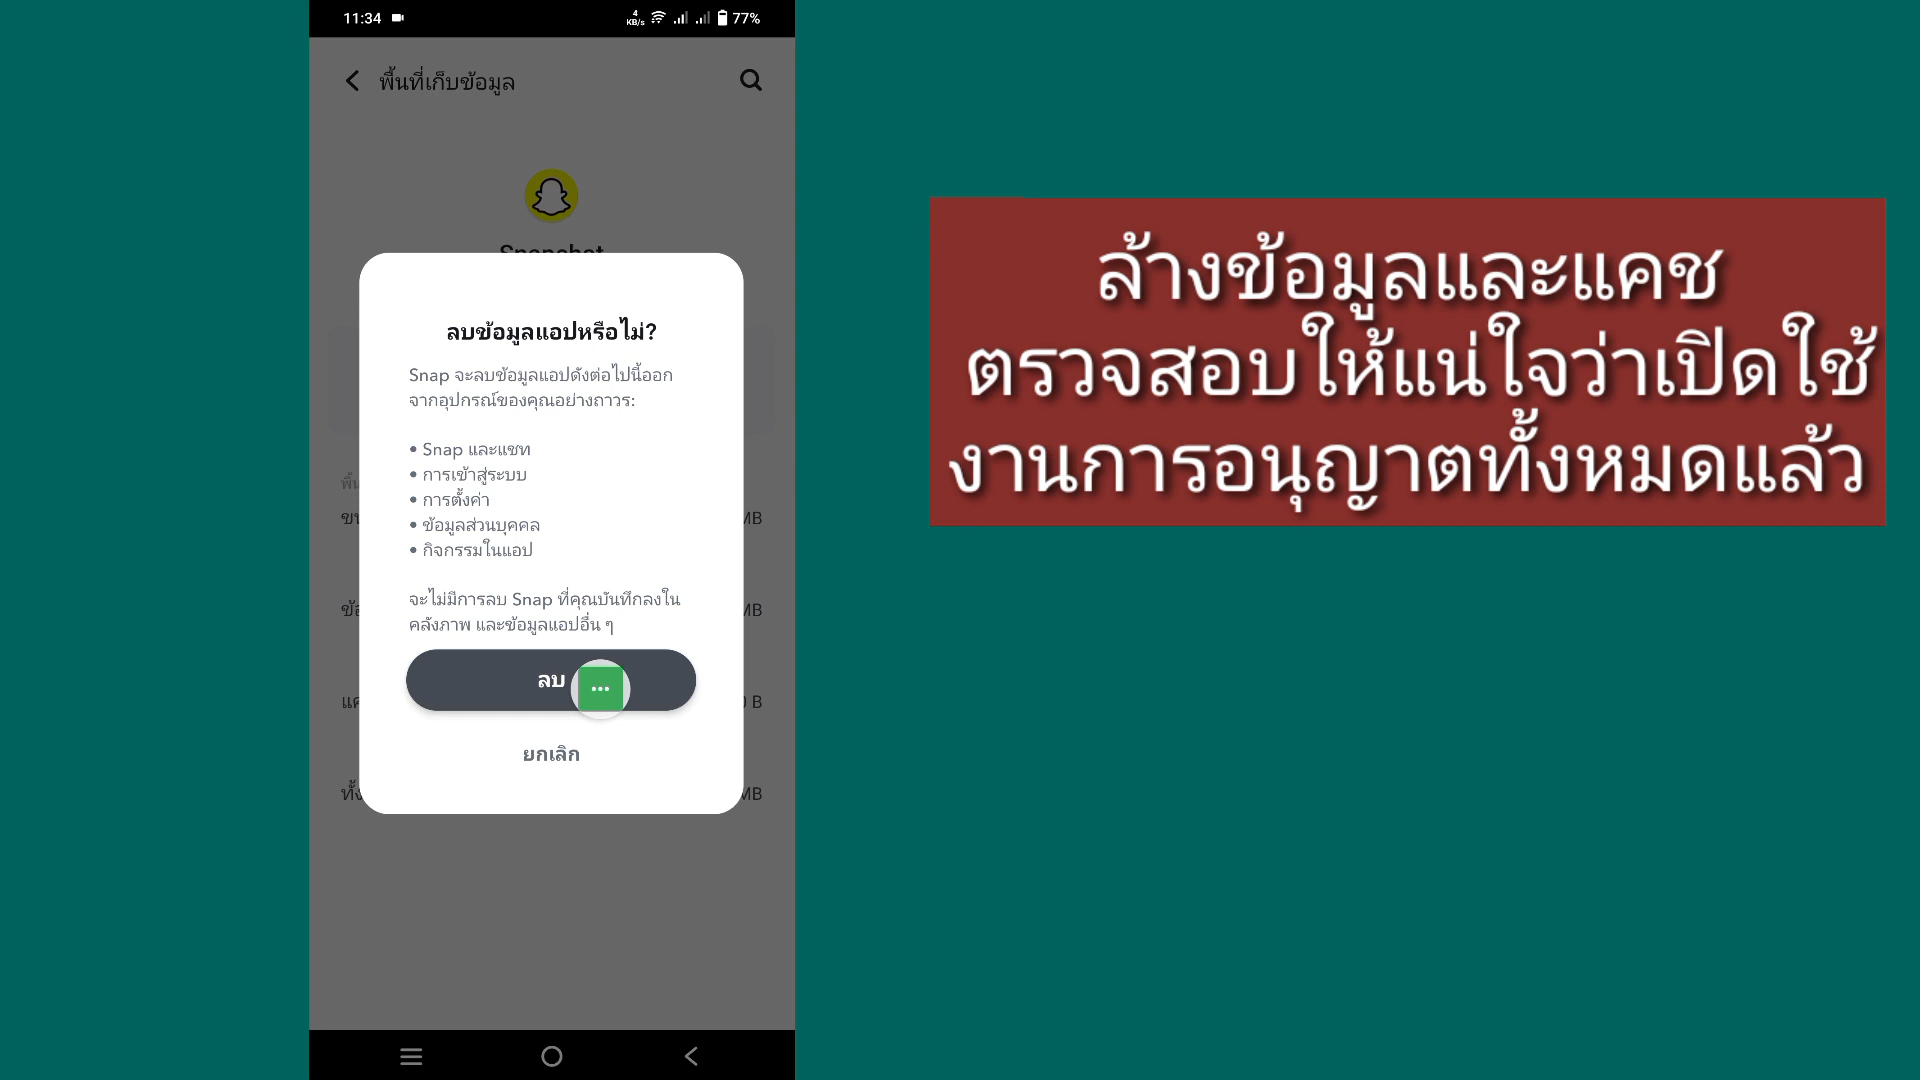 11:34
4
KB/s
77%
พื้นที่เก็บข้อมูล
Snapchat
ลบข้อมูลแอปหรือไม่?
Snap จะลบข้อมูลแอปดังต่อไปนี้ออก
จากอุปกรณ์ของคุณอย่างถาวร:
• Snap และแชท
• การเข้าสู่ระบบ
• การตั้งค่า
• ข้อมูลส่วนบุคคล
• กิจกรรมในแอป
จะไม่มีการลบ Snap ที่คุณบันทึกลงใน
คลังภาพ และข้อมูลแอปอื่น ๆ
ลบ
ยกเลิก
MB
MB
B
MB
ล้างข้อมูลและแคช
ตรวจสอบให้แน่ใจว่าเปิดใช้
งานการอนุญาตทั้งหมดแล้ว